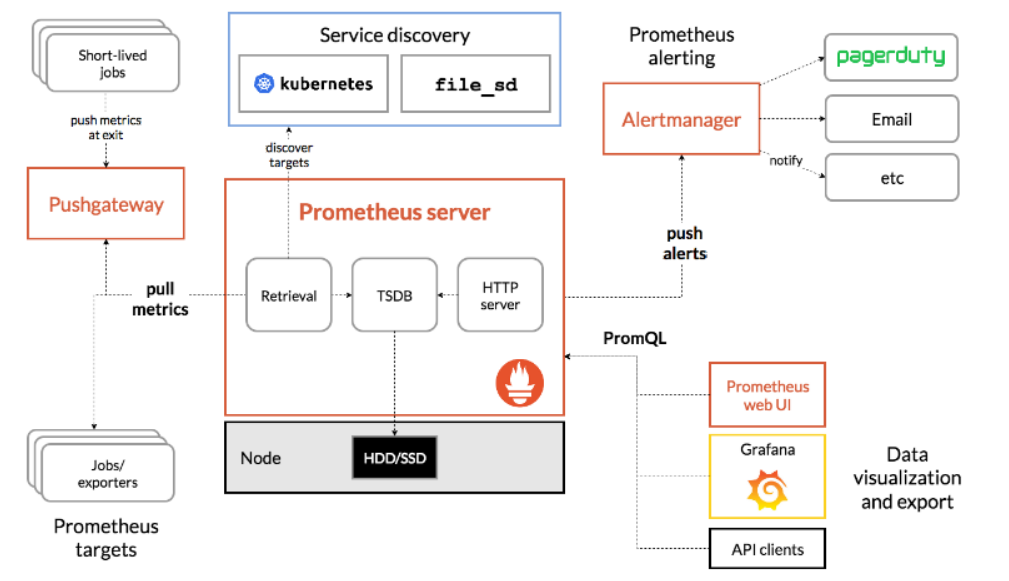 Short-lived
jobs
push metrics
at exit
Pushgateway
Service discovery
kubernetes
file_sd
discover
targets
Prometheus
alerting
Alertmanager
pagerduty
Email
notify
etc
Prometheus server
Retrieval
TSDB
HTTP
server
pull
metrics
push
alerts
PromQL
Node
HDD/SSD
Jobs/
exporters
Prometheus
targets
Prometheus
web UI
Grafana
API clients
Data
visualization
and export